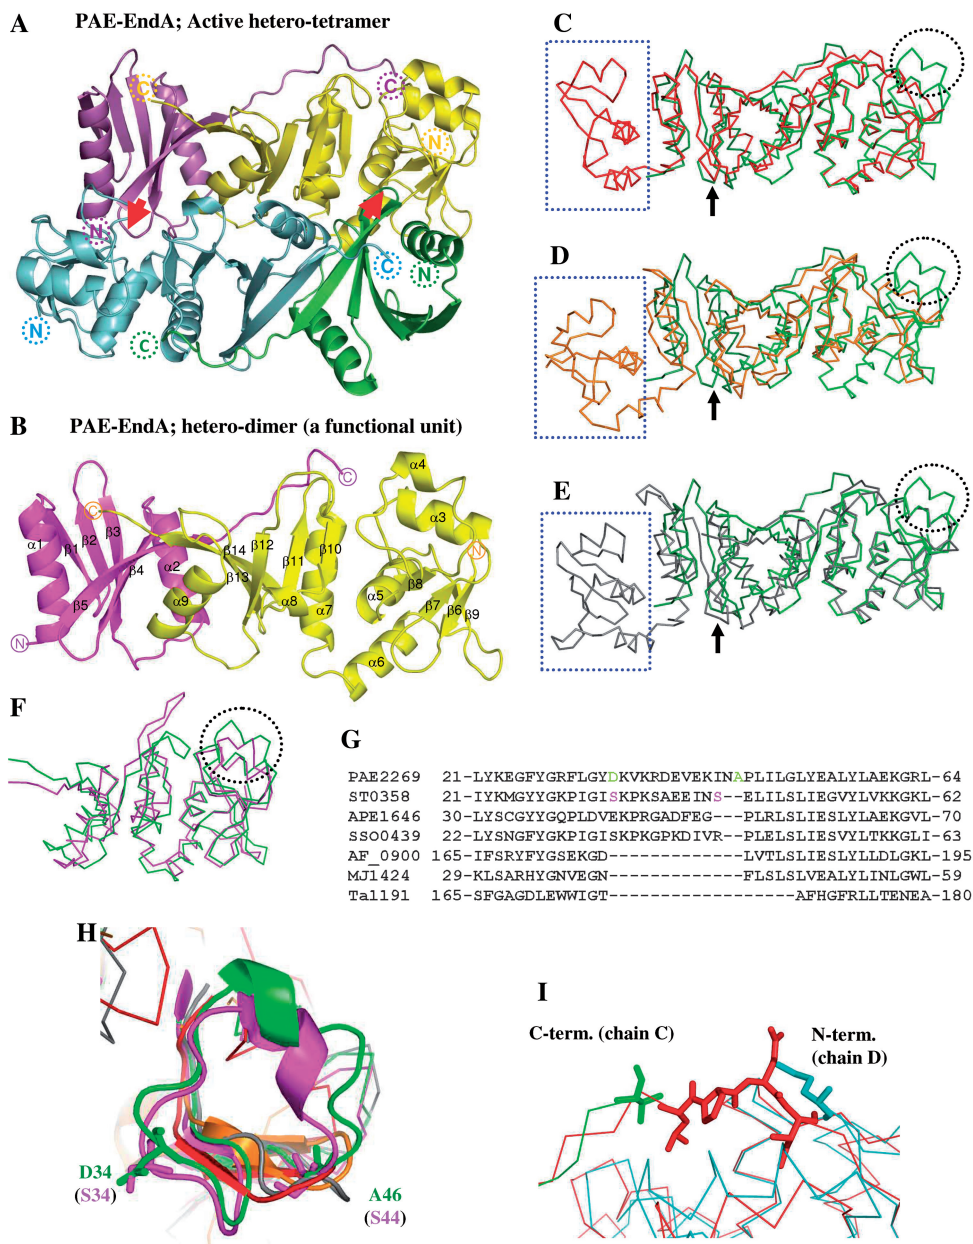 A
PAE-EndA; Active hetero-tetramer
C
C
N
N
C
N
N
C
B
PAE-EndA; hetero-dimer (a functional unit)
α4
C
C
α3
α1
β1
β2
β3
β14
β12
β11
β10
N
β4
α2
β13
β8
β5
α9
α8
α7
α5
β7
β6
β9
N
α6
C
D
E
F
G
PAE2269 21-LYKEGFYGRFLGYDKVKRDEVEKINAPLILGLYEALYLAEKGRL-64
ST0358 21-IYKMGYYGKPIGISKPKSAEEINS--ELILSLIEGVYLVKKGKL-62
APE1646 30-LYSCGYYGQPLDVEKPRGADFEG---PLRLSLIESLYLAEKGVL-70
SSO0439 22-LYSNGFYGKPIGISKPKGPKDIVR--PLELSLIESVYLTKKGLI-63
AF_0900 165-IFSRYFYGSEKGD-------------LVTLSLIESLYLLDLGKL-195
MJ1424 29-KLSARHYGNVEGN-------------FLSLSLVEALYLINLGWL-59
Ta1191 165-SFGAGDLEWWIGT------------------AFHGFRLLTENEA-180
H
D34
(S34)
A46
(S44)
I
C-term. (chain C)
N-term.
(chain D)